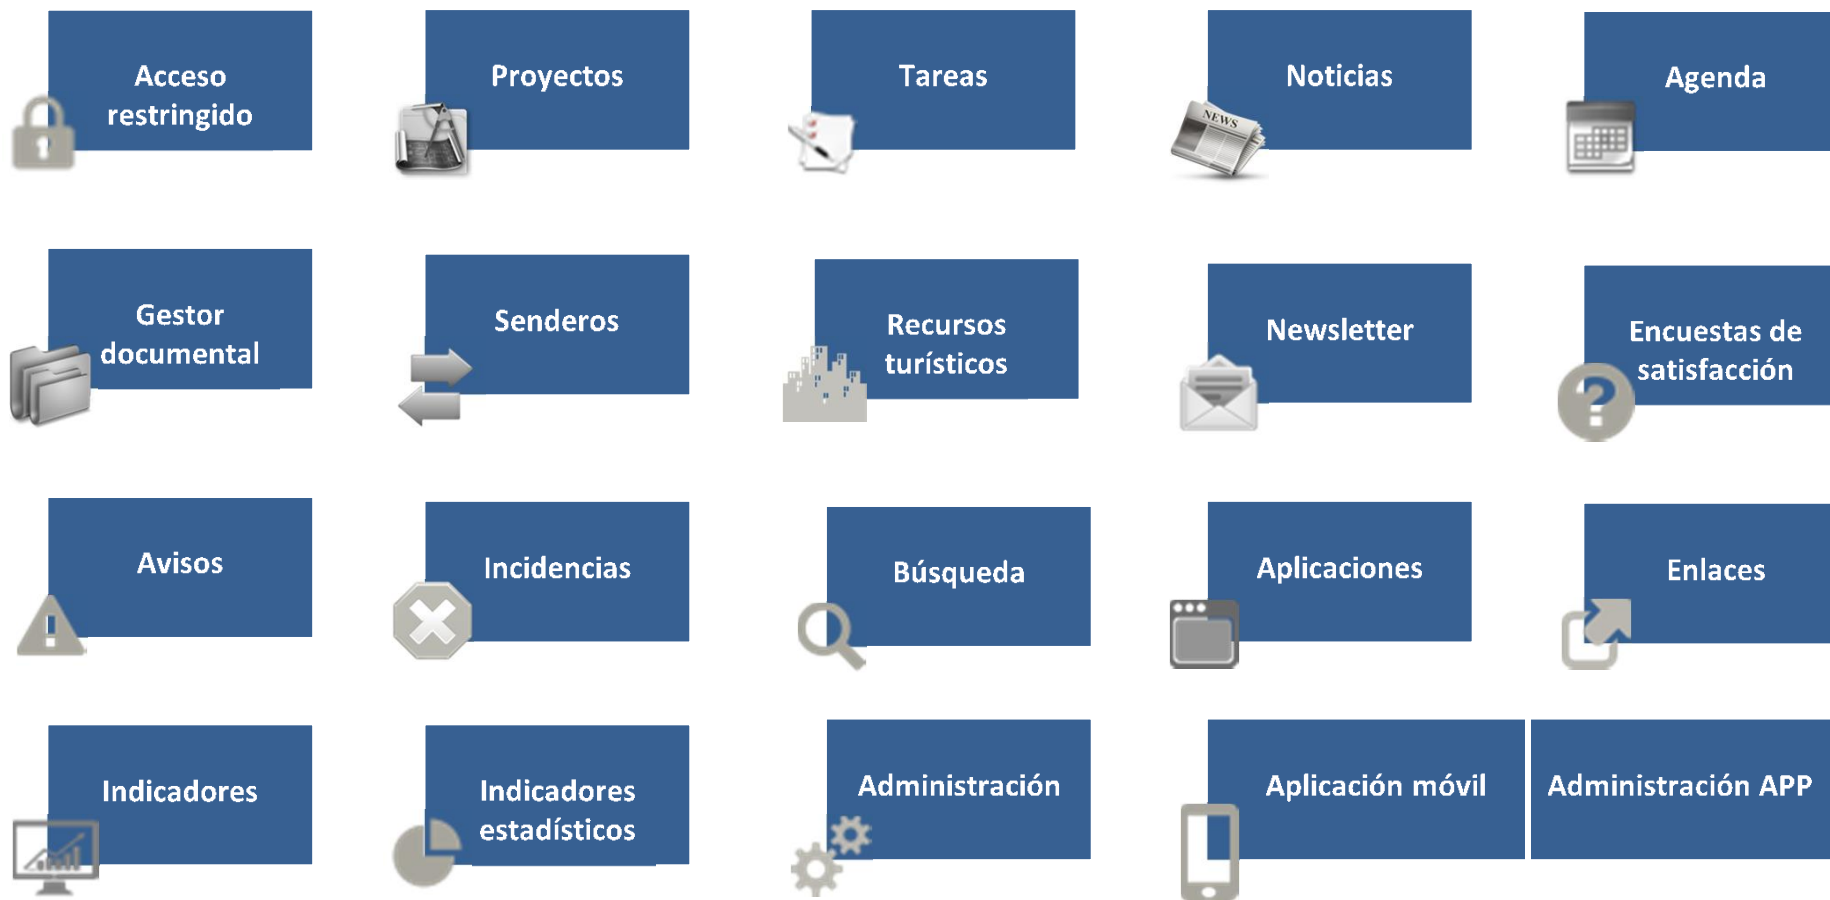 Acceso
restringido
Proyectos
Tareas
Noticias
NEWS
Agenda
Gestor
documental
Senderos
Recursos
turísticos
Newsletter
Encuestas de
satisfacción
Avisos
Incidencias
Búsqueda
Aplicaciones
Enlaces
Indicadores
Indicadores
estadísticos
Administración
Aplicación móvil
Administración APP